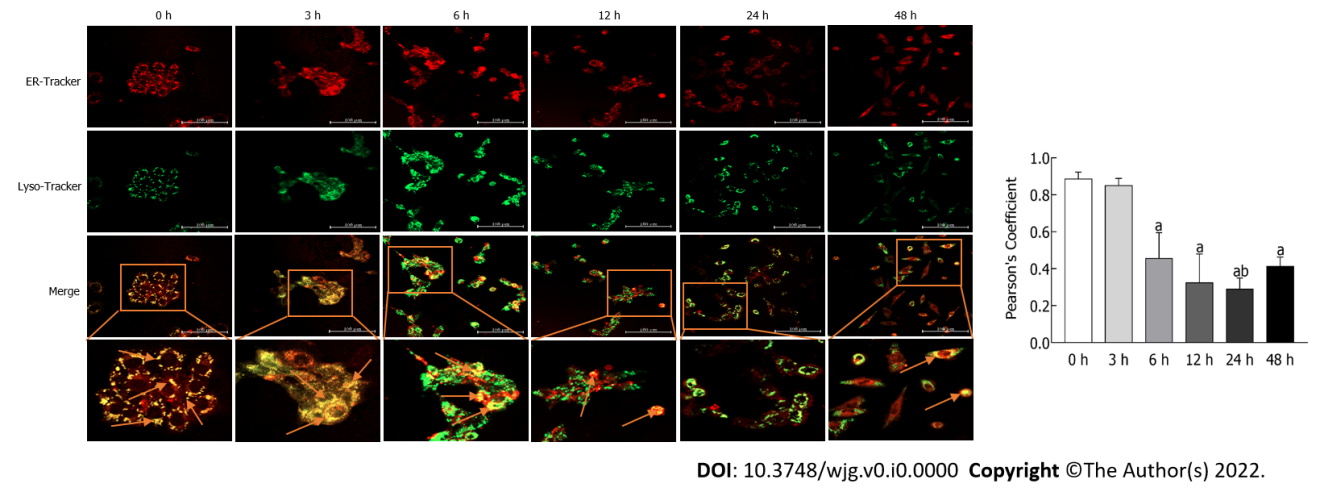 0 h 3 h 6 h 12 h 24 h 48 h
ER-Tracker
Lyso-Tracker
Merge
Pearson's Coefficient
1.0
0.8
0.6
0.4
0.2
0.0
a a ab a
0 h 3 h 6 h 12 h 24 h 48 h
DOI: 10.3748/wjg.v0.i0.0000 Copyright ©The Author(s) 2022.